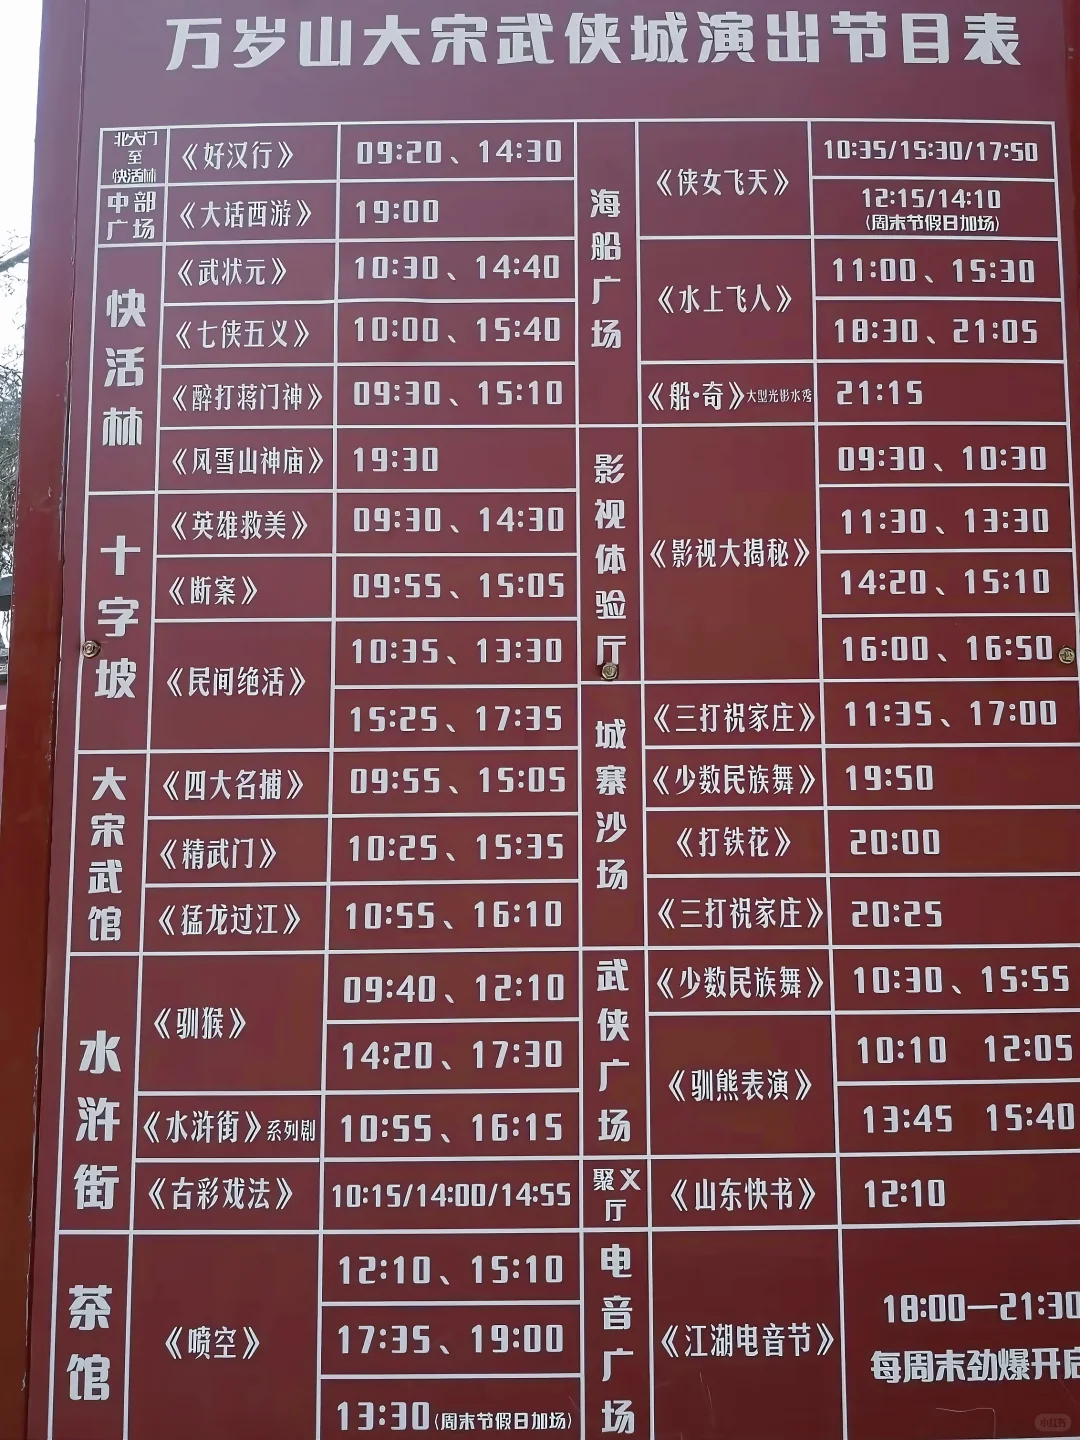 万岁山大宋武侠城演出节目表
北大门
至
快活林
《好汉行》
09:20、14:30
中部
广场
《大话西游》
19:00
快活林
《武状元》
10:30、14:40
《七侠五义》
10:00、15:40
《醉打蒋门神》
09:30、15:10
《风雪山神庙》
19:30
十字坡
《英雄救美》
09:30、14:30
《断案》
09:55、15:05
《民间绝活》
10:35、13:30
15:25、17:35
大宋武馆
《四大名捕》
09:55、15:05
《精武门》
10:25、15:35
《猛龙过江》
10:55、16:10
水浒街
《驯猴》
09:40、12:10
14:20、17:30
《水浒街》系列剧
10:55、16:15
《古彩戏法》
10:15/14:00/14:55
茶馆
《喷空》
12:10、15:10
17:35、19:00
13:30(周末节假日加场)
海船广场
《侠女飞天》
10:35/15:30/17:50
12:15/14:10
(周末节假日加场)
《水上飞人》
11:00、15:30
18:30、21:05
《船·奇》大型光影水秀
21:15
影视体验厅
《影视大揭秘》
09:30、10:30
11:30、13:30
14:20、15:10
16:00、16:50
城寨沙场
《三打祝家庄》
11:35、17:00
《少数民族舞》
19:50
《打铁花》
20:00
《三打祝家庄》
20:25
武侠广场
《少数民族舞》
10:30、15:55
《驯熊表演》
10:10 12:05
13:45 15:40
聚义
厅
《山东快书》
12:10
电音广场
《江湖电音节》
18:00—21:30
每周末劲爆开启
小红书